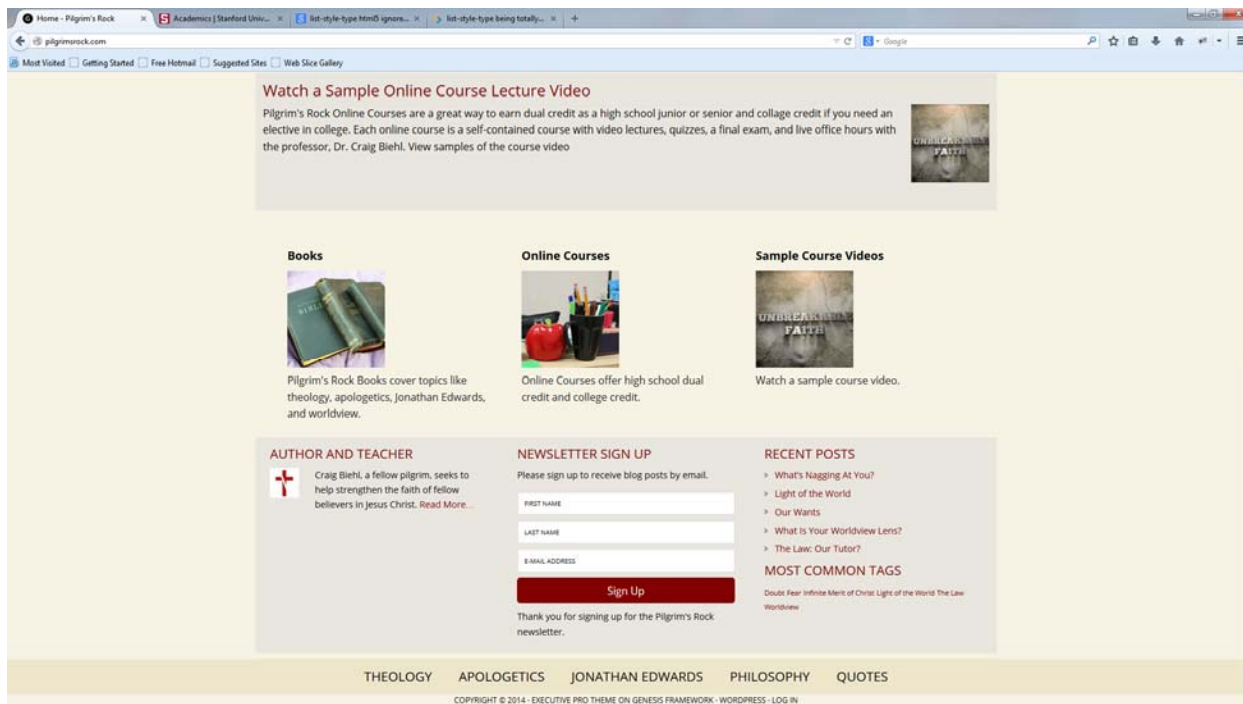 Home - Pilgrim's Rock
Academics | Stanford Univ...
list-style-type html5 ignore...
list-style-type being totally...
pilgrimsrock.com
Google
Most Visited
Getting Started
Free Hotmail
Suggested Sites
Web Slice Gallery
Watch a Sample Online Course Lecture Video
Pilgrim's Rock Online Courses are a great way to earn dual credit as a high school junior or senior and collage credit if you need an
elective in college. Each online course is a self-contained course with video lectures, quizzes, a final exam, and live office hours with
the professor, Dr. Craig Biehl. View samples of the course video
UNBREAKABLE
FAITH
Books
Online Courses
Sample Course Videos
BIBLE
UNBREAKABLE
FAITH
Pilgrim's Rock Books cover topics like
theology, apologetics, Jonathan Edwards,
and worldview.
Online Courses offer high school dual
credit and college credit.
Watch a sample course video.
AUTHOR AND TEACHER
Craig Biehl, a fellow pilgrim, seeks to
help strengthen the faith of fellow
believers in Jesus Christ. Read More...
NEWSLETTER SIGN UP
Please sign up to receive blog posts by email.
FIRST NAME
LAST NAME
E-MAIL ADDRESS
Sign Up
Thank you for signing up for the Pilgrim's Rock
newsletter.
RECENT POSTS
What's Nagging At You?
Light of the World
Our Wants
What Is Your Worldview Lens?
The Law: Our Tutor?
MOST COMMON TAGS
Doubt Fear Infinite Merit of Christ Light of the World The Law
Worldview
THEOLOGY APOLOGETICS JONATHAN EDWARDS PHILOSOPHY QUOTES
COPYRIGHT © 2014 · EXECUTIVE PRO THEME ON GENESIS FRAMEWORK · WORDPRESS · LOG IN